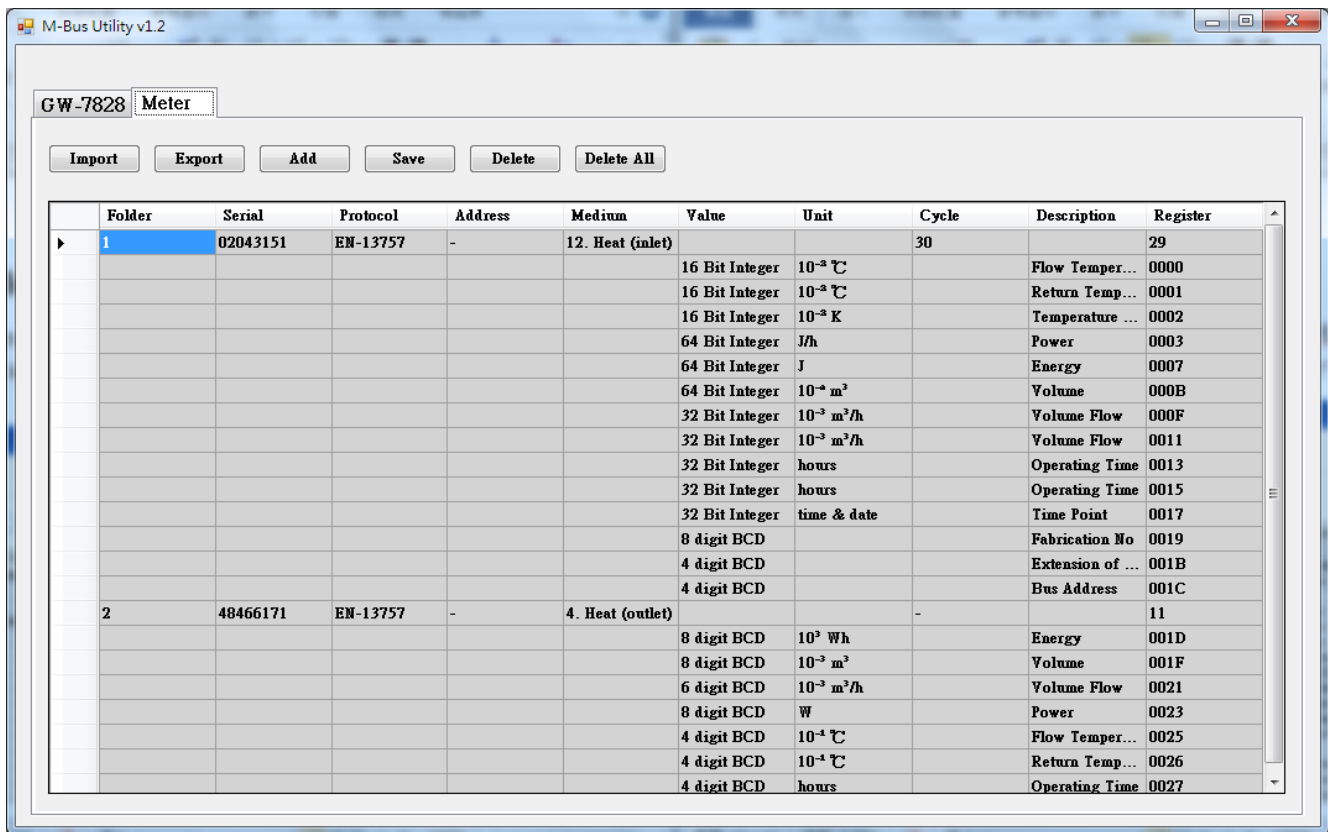 M-Bus Utility v1.2
GW-7828 Meter
Import Export Add Save Delete Delete All
Folder Serial Protocol Address Medium Value Unit Cycle Description Register
1 02043151 EN-13757 - 12. Heat (inlet) 30 29
16 Bit Integer 10⁻² ℃ Flow Temper... 0000
16 Bit Integer 10⁻² ℃ Return Temp... 0001
16 Bit Integer 10⁻² K Temperature ... 0002
64 Bit Integer J/h Power 0003
64 Bit Integer J Energy 0007
64 Bit Integer m³ Volume 000B
32 Bit Integer 10⁻³ m³/h Volume Flow 000F
32 Bit Integer 10⁻³ m³/h Volume Flow 0011
32 Bit Integer hours Operating Time 0013
32 Bit Integer hours Operating Time 0015
32 Bit Integer time & date Time Point 0017
8 digit BCD Fabrication No 0019
4 digit BCD Extension of ... 001B
4 digit BCD Bus Address 001C
2 48466171 EN-13757 - 4. Heat (outlet) - 11
8 digit BCD 10³ Wh Energy 001D
8 digit BCD 10⁻³ m³ Volume 001F
6 digit BCD 10⁻³ m³/h Volume Flow 0021
8 digit BCD W Power 0023
4 digit BCD 10⁻¹ ℃ Flow Temper... 0025
4 digit BCD 10⁻¹ ℃ Return Temp... 0026
4 digit BCD hours Operating Time 0027